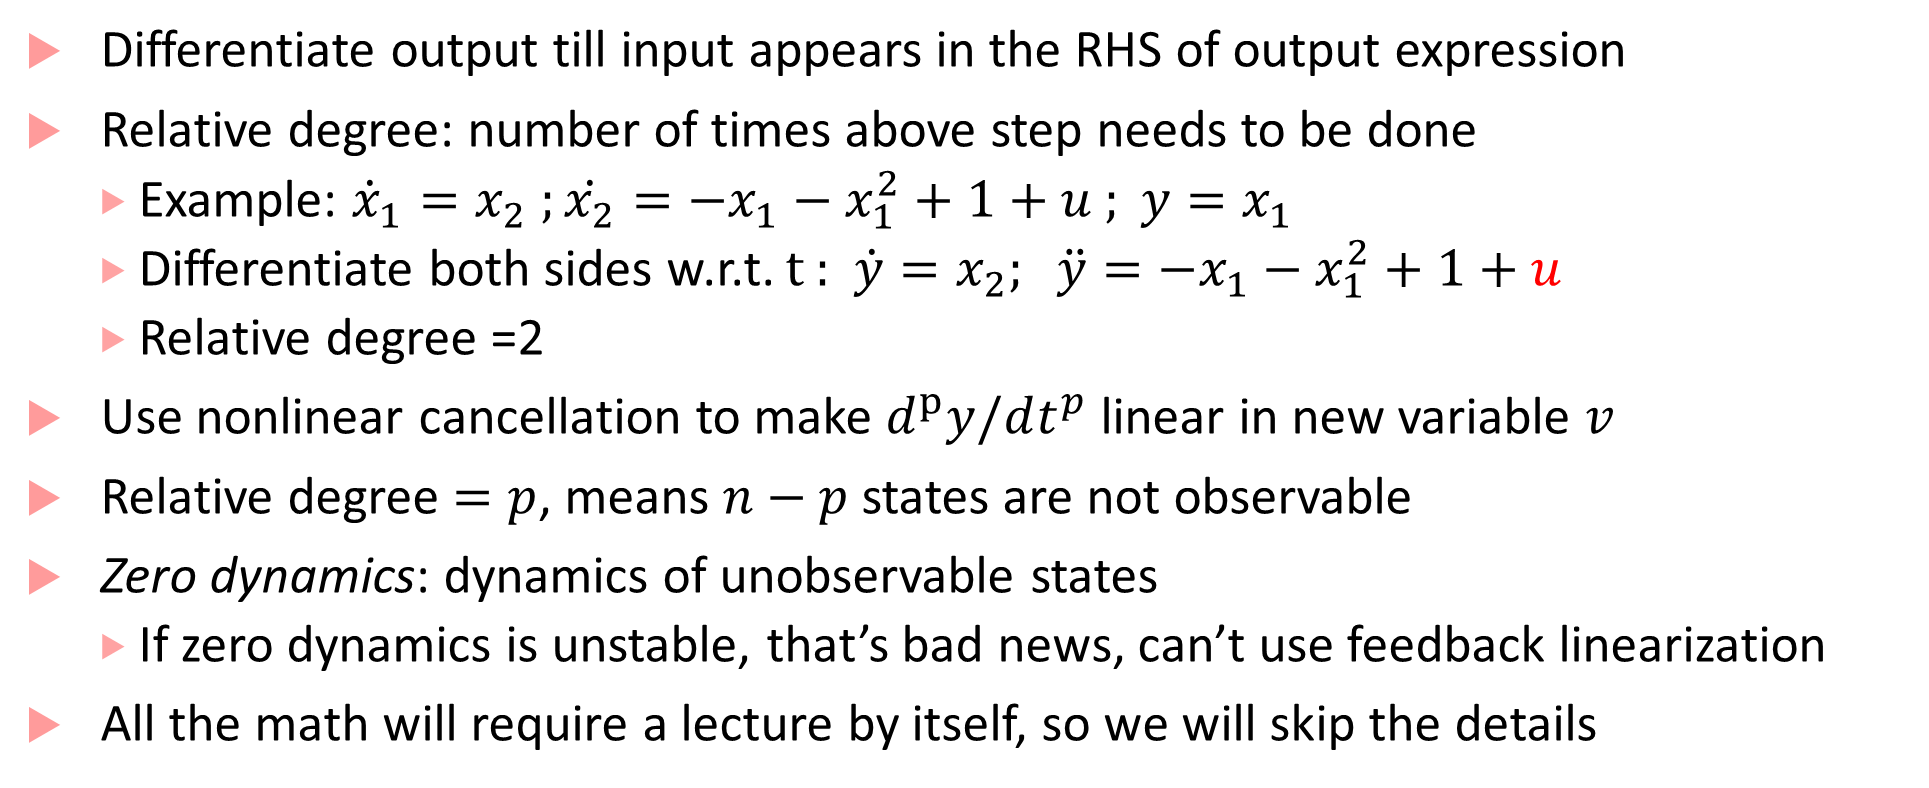 Differentiate output till input appears in the RHS of output expression
Relative degree: number of times above step needs to be done
Example: ẋ₁ = x₂ ; ẋ₂ = −x₁ − x₁² + 1 + u ; y = x₁
Differentiate both sides w.r.t. t : ẏ = x₂; ÿ = −x₁ − x₁² + 1 + u
Relative degree =2
Use nonlinear cancellation to make dᵖy/dtᵖ linear in new variable v
Relative degree = p, means n − p states are not observable
Zero dynamics: dynamics of unobservable states
If zero dynamics is unstable, that’s bad news, can’t use feedback linearization
All the math will require a lecture by itself, so we will skip the details